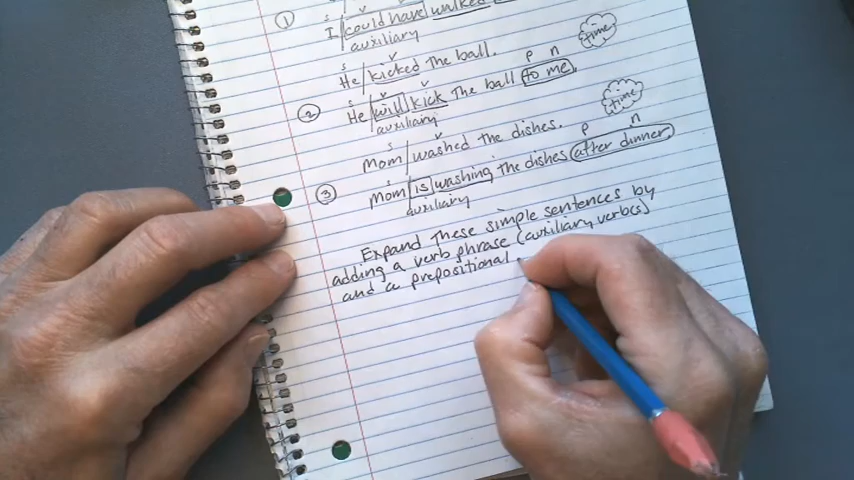 ① I could have walked
auxiliary
s v
He kicked the ball. time
s v v p n
② He will kick the ball to me.
auxiliary time
s v
Mom washed the dishes. p n
s
③ Mom is washing the dishes after dinner
auxiliary
Expand these simple sentences by
adding a verb phrase (auxiliary verbs)
and a prepositional